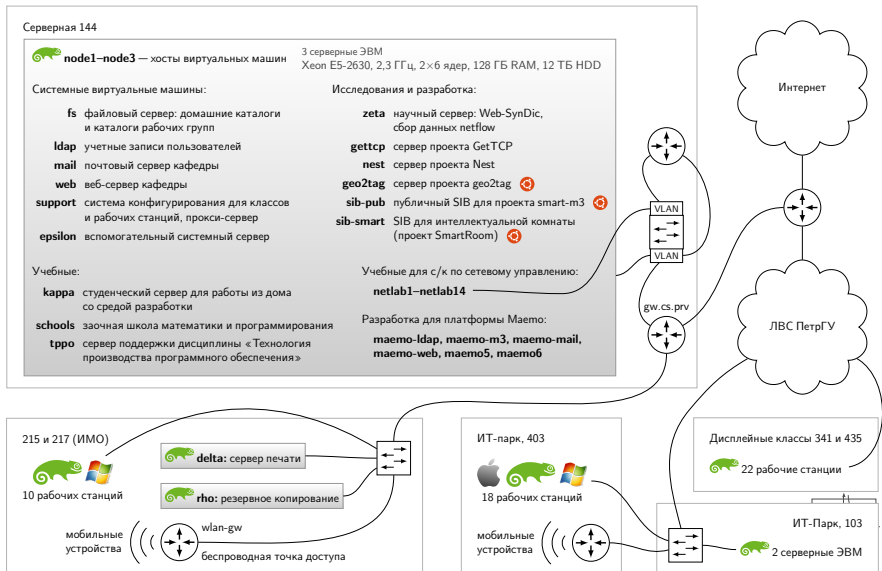 Серверная 144
node1–node3 — хосты виртуальных машин
3 серверные ЭВМ
Xeon E5-2630, 2,3 ГГц, 2×6 ядер, 128 ГБ RAM, 12 ТБ HDD
Системные виртуальные машины:
fs файловый сервер: домашние каталоги
и каталоги рабочих групп
ldap учетные записи пользователей
mail почтовый сервер кафедры
web веб-сервер кафедры
support система конфигурирования для классов
и рабочих станций, прокси-сервер
epsilon вспомогательный системный сервер
Учебные:
kappa студенческий сервер для работы из дома
со средой разработки
schools заочная школа математики и программирования
tppo сервер поддержки дисциплины «Технология
производства программного обеспечения»
Исследования и разработка:
zeta научный сервер: Web-SynDic,
сбор данных netflow
gettcp сервер проекта GetTCP
nest сервер проекта Nest
geo2tag сервер проекта geo2tag
sib-pub публичный SIB для проекта smart-m3
sib-smart SIB для интеллектуальной комнаты
(проект SmartRoom)
Учебные для с/к по сетевому управлению:
netlab1–netlab14
Разработка для платформы Maemo:
maemo-ldap, maemo-m3, maemo-mail,
maemo-web, maemo5, maemo6
VLAN
VLAN
gw.cs.prv
Интернет
ЛВС ПетрГУ
215 и 217 (ИМО)
10 рабочих станций
delta: сервер печати
rho: резервное копирование
мобильные
устройства
wlan-gw
беспроводная точка доступа
ИТ-парк, 403
18 рабочих станций
мобильные
устройства
Дисплейные классы 341 и 435
22 рабочие станции
ИТ-Парк, 103
2 серверные ЭВМ